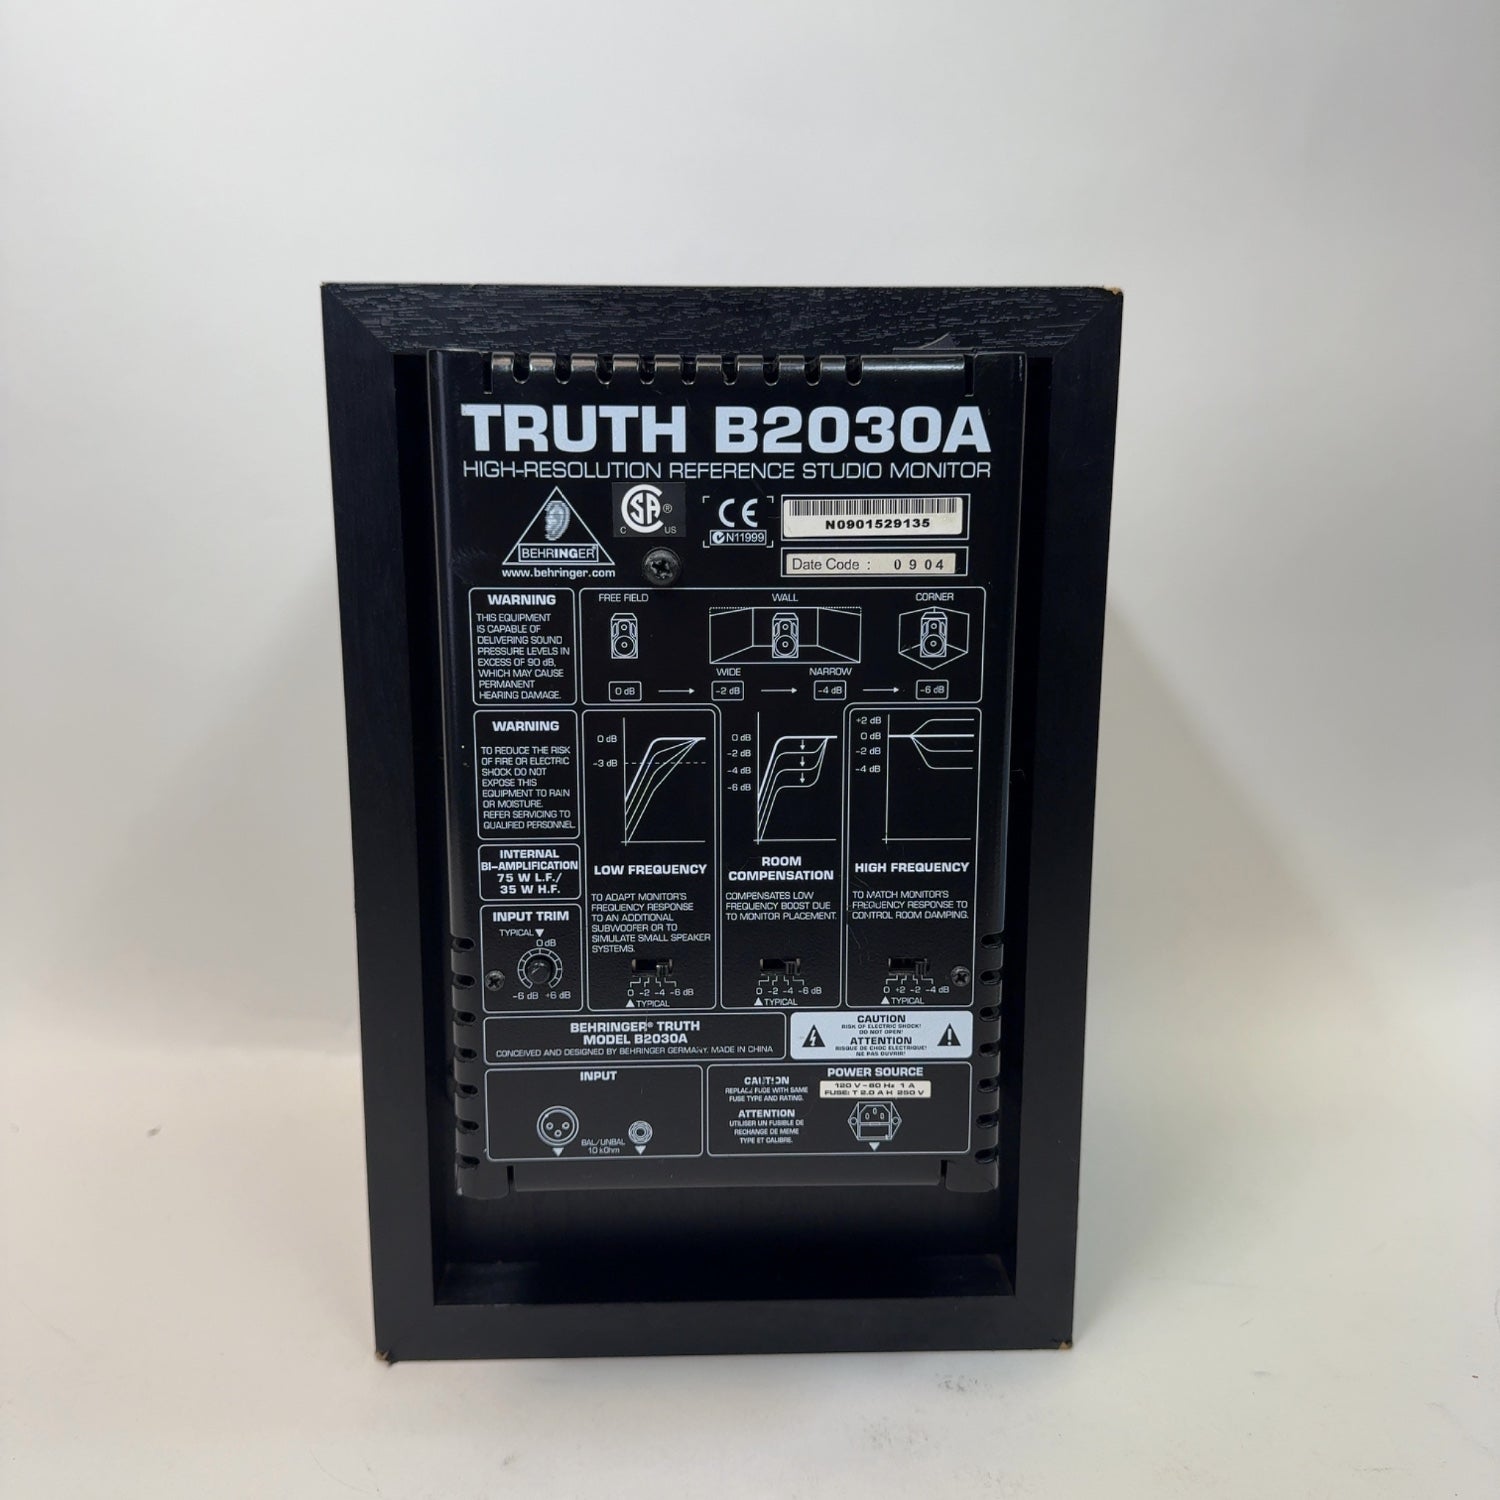 TRUTH B2030A
HIGH-RESOLUTION REFERENCE STUDIO MONITOR
BEHRINGER®
www.behringer.com
CSA®
C US
CE
N11999
N0901529135
Date Code : 0904
WARNING
THIS EQUIPMENT
IS CAPABLE OF
DELIVERING SOUND
PRESSURE LEVELS IN
EXCESS OF 90 dB,
WHICH MAY CAUSE
PERMANENT
HEARING DAMAGE.
FREE FIELD
WALL
CORNER
WIDE
NARROW
0 dB
-2 dB
-4 dB
-6 dB
WARNING
TO REDUCE THE RISK
OF FIRE OR ELECTRIC
SHOCK DO NOT
EXPOSE THIS
EQUIPMENT TO RAIN
OR MOISTURE.
REFER SERVICING TO
QUALIFIED PERSONNEL
INTERNAL
BI-AMPLIFICATION
75 W L.F./
35 W H.F.
INPUT TRIM
TYPICAL ▼
0 dB
-6 dB +6 dB
0 dB
-3 dB
LOW FREQUENCY
TO ADAPT MONITOR'S
FREQUENCY RESPONSE
TO AN ADDITIONAL
SUBWOOFER OR TO
SIMULATE SMALL SPEAKER
SYSTEMS.
0 -2 -4 -6 dB
▲TYPICAL
0 dB
-2 dB
-4 dB
-6 dB
ROOM
COMPENSATION
COMPENSATES LOW
FREQUENCY BOOST DUE
TO MONITOR PLACEMENT.
0 -2 -4 -6 dB
▲TYPICAL
+2 dB
0 dB
-2 dB
-4 dB
HIGH FREQUENCY
TO MATCH MONITOR'S
FREQUENCY RESPONSE TO
CONTROL ROOM DAMPING.
0 +2 -2 -4 dB
▲TYPICAL
BEHRINGER® TRUTH
MODEL B2030A
CONCEIVED AND DESIGNED BY BEHRINGER GERMANY. MADE IN CHINA
CAUTION
RISK OF ELECTRIC SHOCK!
DO NOT OPEN!
ATTENTION
RISQUE DE CHOC ELECTRIQUE!
NE PAS OUVRIR!
INPUT
BAL/UNBAL
10 kOhm
CAUTION
REPLACE FUSE WITH SAME
FUSE TYPE AND RATING.
ATTENTION
UTILISER UN FUSIBLE DE
RECHANGE DE MEME
TYPE ET CALIBRE.
POWER SOURCE
120 V~60 Hz 1 A
FUSE: T 2.0 A H 250 V